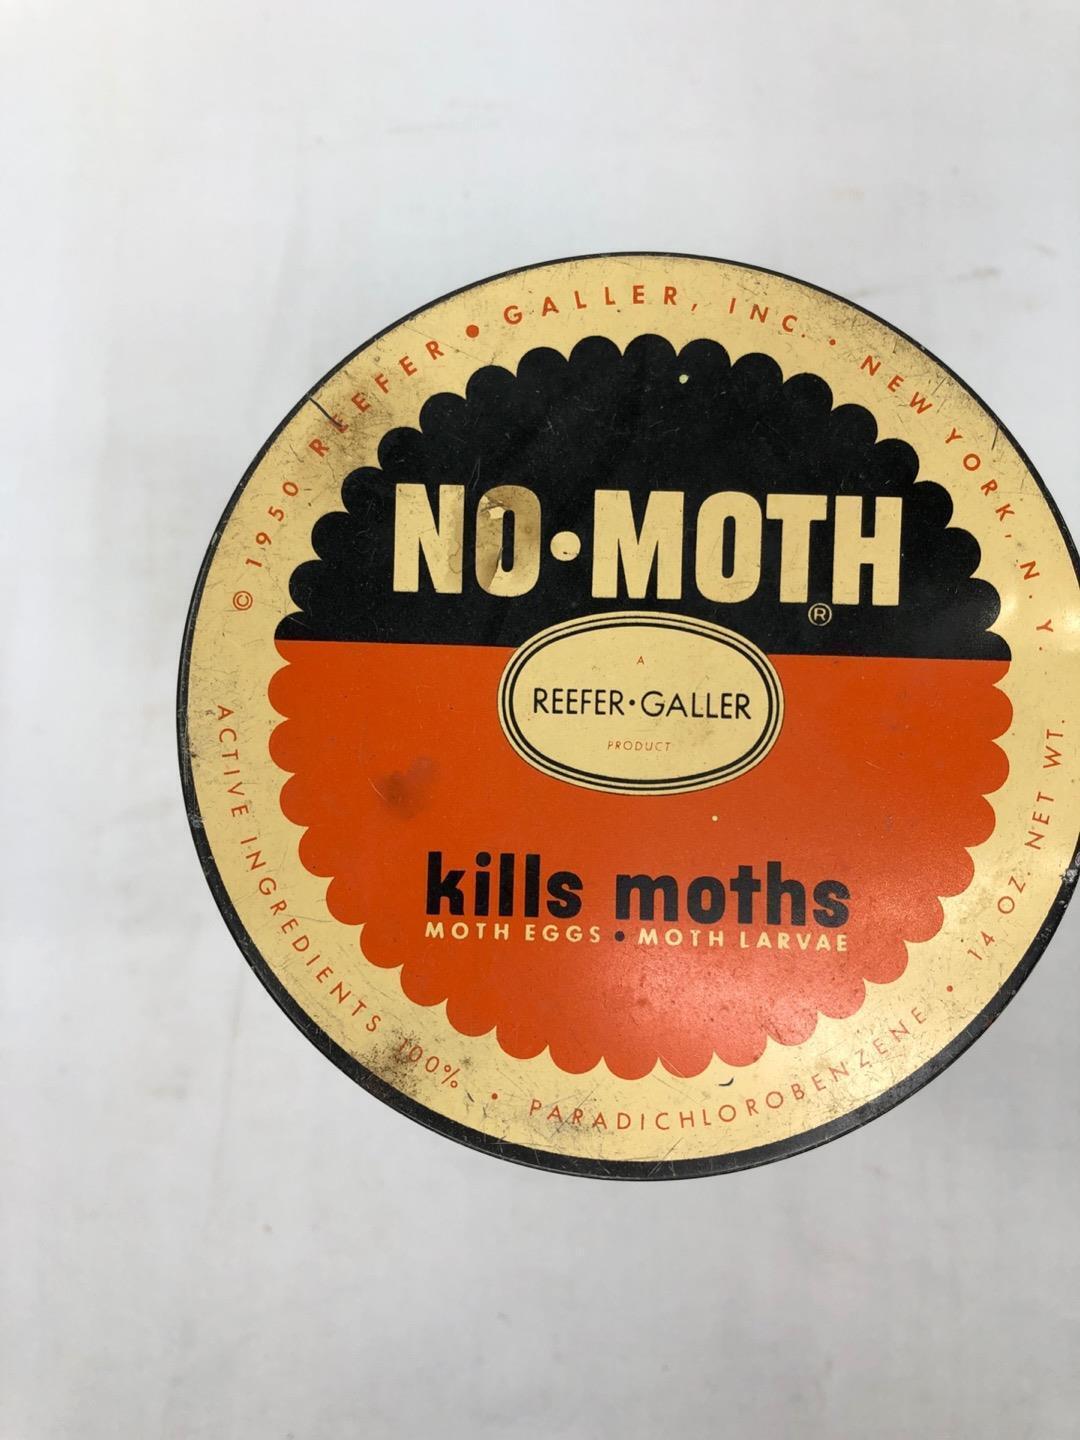 © 1950 REEFER • GALLER, INC. • NEW YORK, N. Y.
NO•MOTH
®
A
REEFER•GALLER
PRODUCT
kills moths
MOTH EGGS • MOTH LARVAE
ACTIVE INGREDIENTS 100% • PARADICHLOROBENZENE • 14 OZ. NET WT.